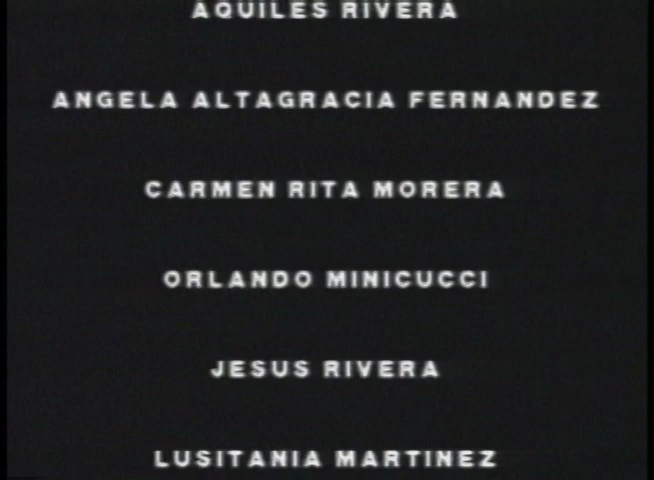 AQUILES RIVERA
ANGELA ALTAGRACIA FERNANDEZ
CARMEN RITA MORERA
ORLANDO MINICUCCI
JESUS RIVERA
LUSITANIA MARTINEZ